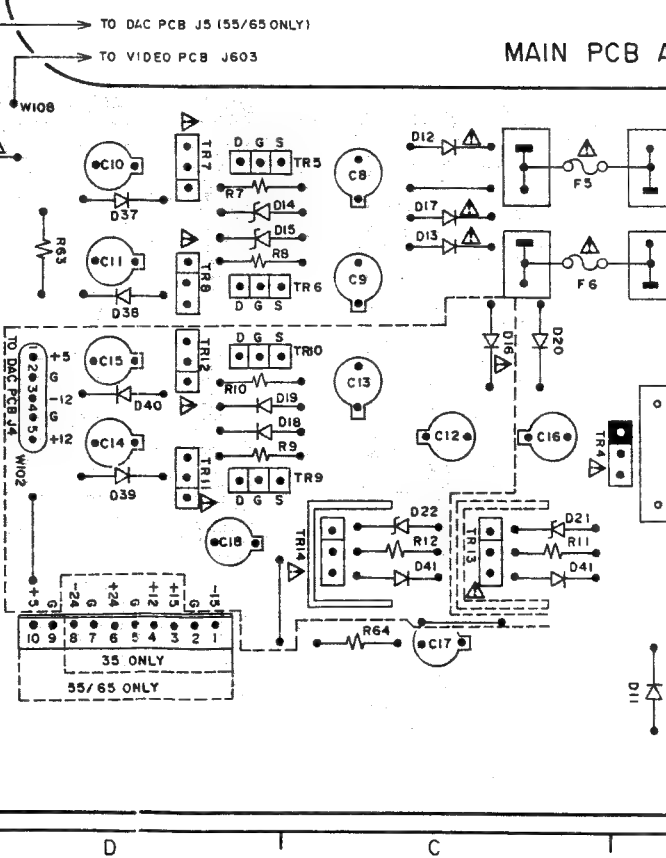 TO DAC PCB J5 (55/65 ONLY)
TO VIDEO PCB J603
MAIN PCB A
W108
C10
D37
TR7
D G S
TR5
R7
D14
D15
R8
TR6
D G S
C8
D12
D17
D13
F5
R63
C11
D38
TR8
C9
F6
TO DAC PCB J4
1 +5
2 G
3 -12
4 G
5 +12
W102
C15
D40
TR12
D G S
TR10
R10
D19
D18
R9
TR9
D G S
C13
D16
D20
C14
D39
TR11
C12
C16
TR4
C18
TR14
D22
R12
D41
TR13
D21
R11
D41
+5 G -24 G +24 G +12 +15 G -15
10 9 8 7 6 5 4 3 2 1
35 ONLY
55/65 ONLY
R64
C17
D11
D
C